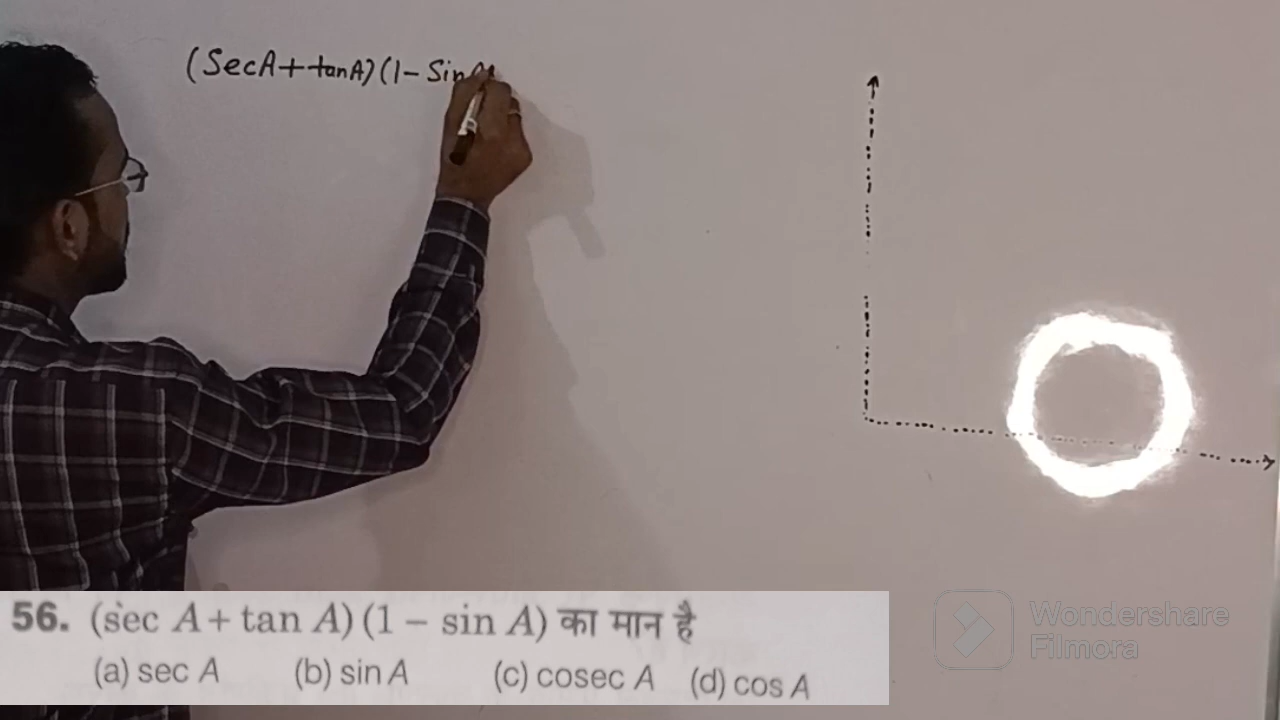 (SecA+tanA)(1-Sin
56. (sec A + tan A) (1 − sin A) का मान है
(a) sec A (b) sin A (c) cosec A (d) cos A
Wondershare
Filmora